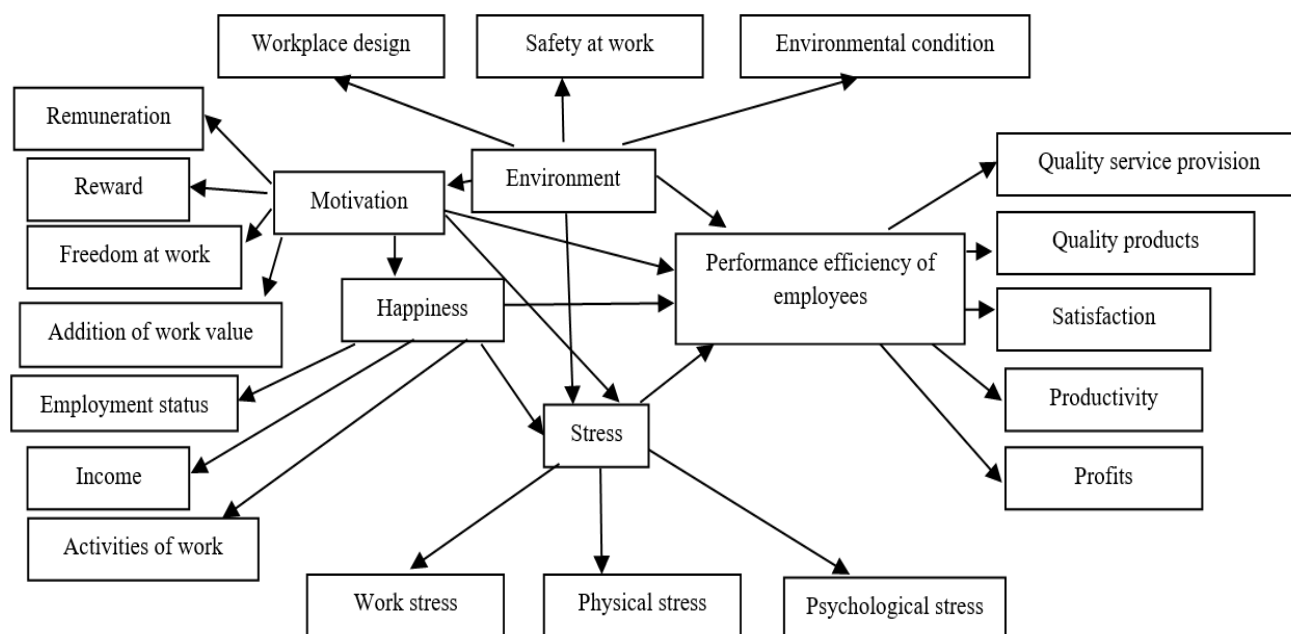 Workplace design
Safety at work
Environmental condition
Remuneration
Reward
Freedom at work
Addition of work value
Employment status
Income
Activities of work
Motivation
Environment
Happiness
Stress
Performance efficiency of
employees
Quality service provision
Quality products
Satisfaction
Productivity
Profits
Work stress
Physical stress
Psychological stress